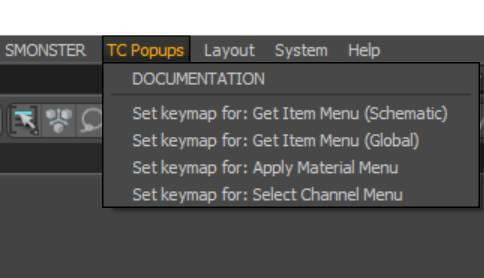 SMONSTER TC Popups Layout System Help
DOCUMENTATION
Set keymap for: Get Item Menu (Schematic)
Set keymap for: Get Item Menu (Global)
Set keymap for: Apply Material Menu
Set keymap for: Select Channel Menu